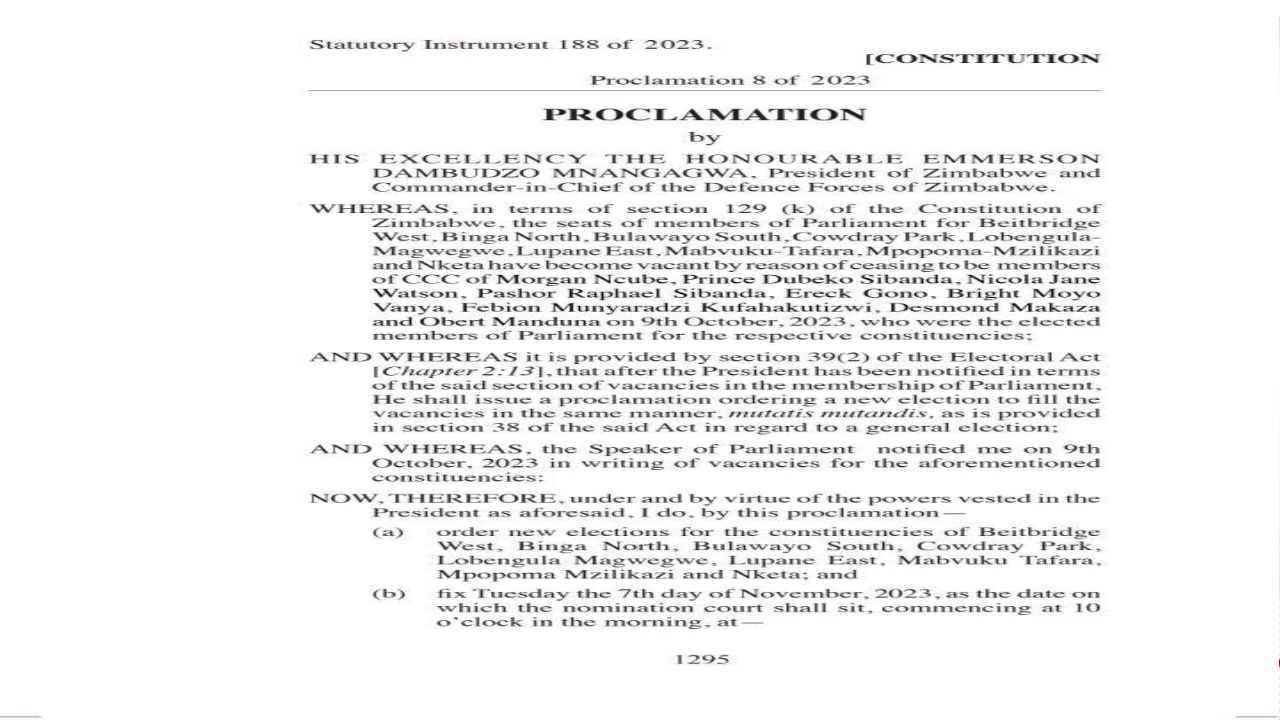 Statutory Instrument 188 of 2023.
[CONSTITUTION
Proclamation 8 of 2023
PROCLAMATION
by
HIS EXCELLENCY THE HONOURABLE EMMERSON
DAMBUDZO MNANGAGWA, President of Zimbabwe and
Commander-in-Chief of the Defence Forces of Zimbabwe.
WHEREAS, in terms of section 129 (k) of the Constitution of
Zimbabwe, the seats of members of Parliament for Beitbridge
West, Binga North, Bulawayo South, Cowdray Park, Lobengula-
Magwegwe, Lupane East, Mabvuku-Tafara, Mpopoma-Mzilikazi
and Nketa have become vacant by reason of ceasing to be members
of CCC of Morgan Ncube, Prince Dubeko Sibanda, Nicola Jane
Watson, Pashor Raphael Sibanda, Ereck Gono, Bright Moyo
Vanya, Febion Munyaradzi Kufahakutizwi, Desmond Makaza
and Obert Manduna on 9th October, 2023, who were the elected
members of Parliament for the respective constituencies;
AND WHEREAS it is provided by section 39(2) of the Electoral Act
[Chapter 2:13], that after the President has been notified in terms
of the said section of vacancies in the membership of Parliament,
He shall issue a proclamation ordering a new election to fill the
vacancies in the same manner, mutatis mutandis, as is provided
in section 38 of the said Act in regard to a general election;
AND WHEREAS, the Speaker of Parliament notified me on 9th
October, 2023 in writing of vacancies for the aforementioned
constituencies:
NOW, THEREFORE, under and by virtue of the powers vested in the
President as aforesaid, I do, by this proclamation—
(a) order new elections for the constituencies of Beitbridge
West, Binga North, Bulawayo South, Cowdray Park,
Lobengula Magwegwe, Lupane East, Mabvuku Tafara,
Mpopoma Mzilikazi and Nketa; and
(b) fix Tuesday the 7th day of November, 2023, as the date on
which the nomination court shall sit, commencing at 10
o'clock in the morning, at—
1295